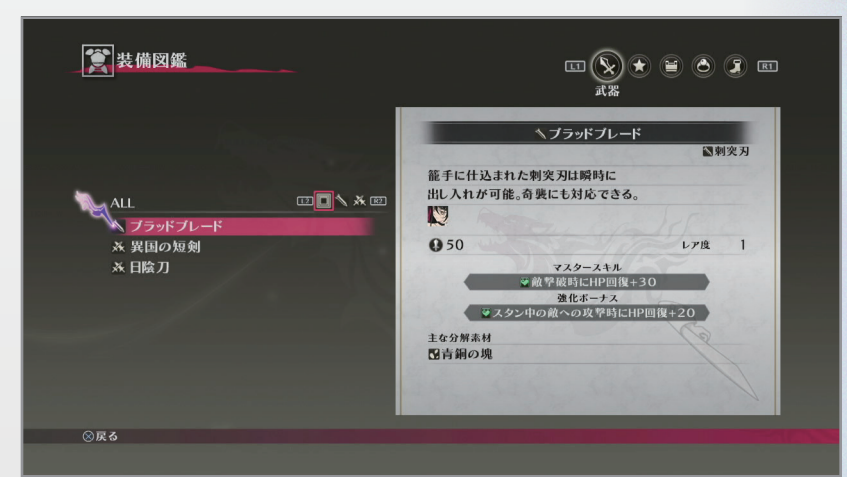 装備図鑑
L1 R1
武器
ブラッドブレード
刺突刃
籠手に仕込まれた刺突刃は瞬時に
出し入れが可能。奇襲にも対応できる。
50 レア度 1
マスタースキル
敵撃破時にHP回復+30
強化ボーナス
スタン中の敵への攻撃時にHP回復+20
主な分解素材
青銅の塊
ALL L2 R2
ブラッドブレード
異国の短剣
日陰刀
戻る